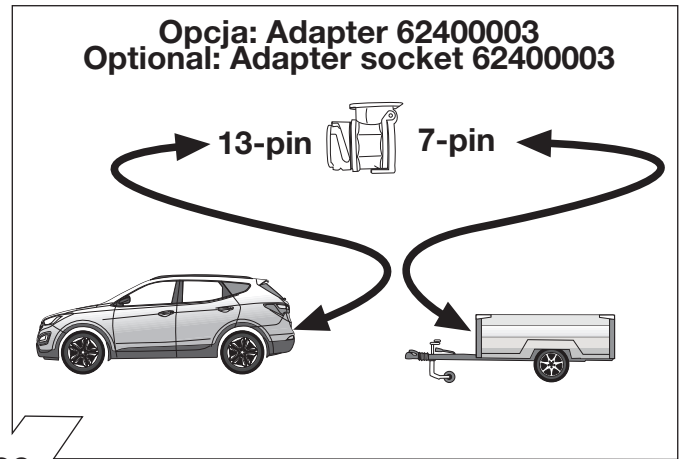 Opcja: Adapter 62400003
Optional: Adapter socket 62400003
13-pin
7-pin